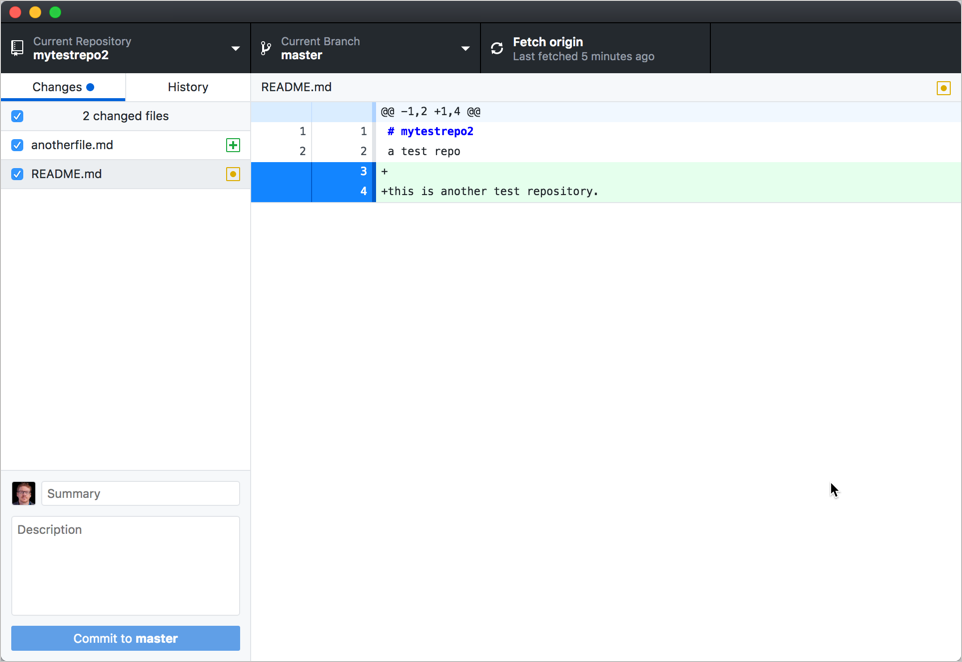 Current Repository
mytestrepo2
Current Branch
master
Fetch origin
Last fetched 5 minutes ago
Changes
History
README.md
2 changed files
anotherfile.md
README.md
@@ -1,2 +1,4 @@
1 1 # mytestrepo2
2 2 a test repo
3 +
4 +this is another test repository.
Summary
Description
Commit to master